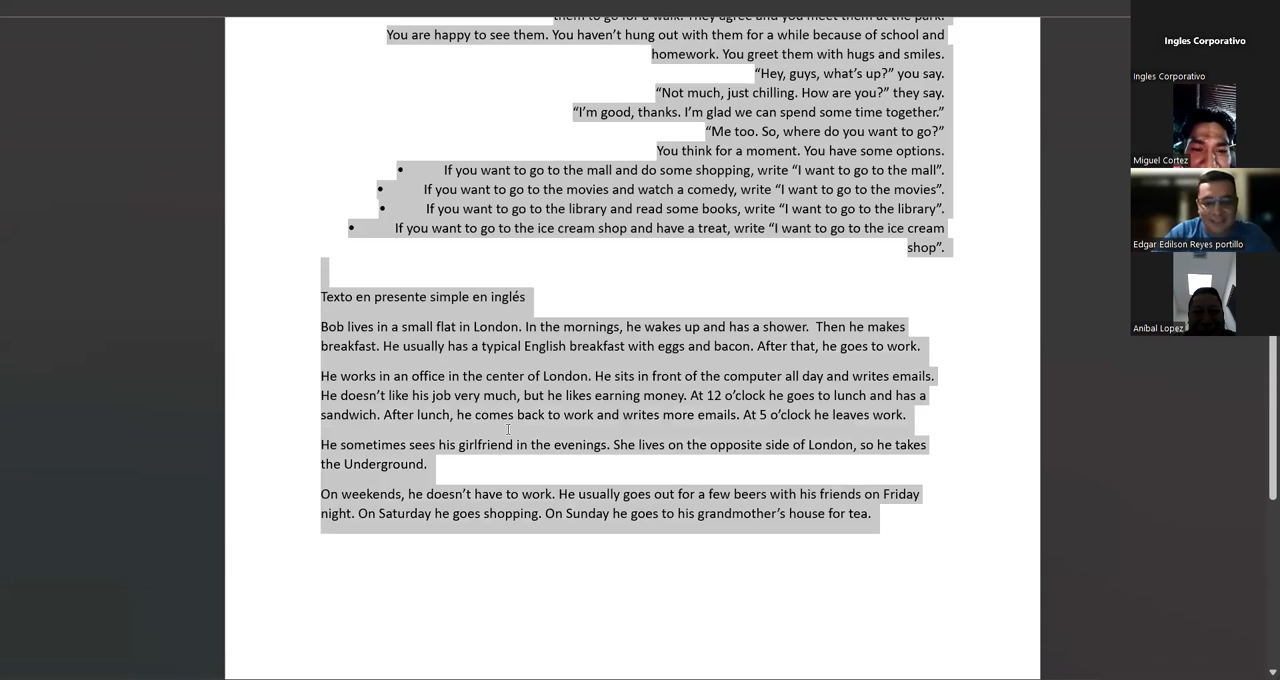 them to go for a walk. They agree and you meet them at the park.
You are happy to see them. You haven’t hung out with them for a while because of school and
homework. You greet them with hugs and smiles.
“Hey, guys, what’s up?” you say.
“Not much, just chilling. How are you?” they say.
“I’m good, thanks. I’m glad we can spend some time together.”
“Me too. So, where do you want to go?”
You think for a moment. You have some options.
• If you want to go to the mall and do some shopping, write “I want to go to the mall”.
• If you want to go to the movies and watch a comedy, write “I want to go to the movies”.
• If you want to go to the library and read some books, write “I want to go to the library”.
• If you want to go to the ice cream shop and have a treat, write “I want to go to the ice cream
shop”.
Texto en presente simple en inglés
Bob lives in a small flat in London. In the mornings, he wakes up and has a shower.  Then he makes
breakfast. He usually has a typical English breakfast with eggs and bacon. After that, he goes to work.
He works in an office in the center of London. He sits in front of the computer all day and writes emails.
He doesn’t like his job very much, but he likes earning money. At 12 o’clock he goes to lunch and has a
sandwich. After lunch, he comes back to work and writes more emails. At 5 o’clock he leaves work.
He sometimes sees his girlfriend in the evenings. She lives on the opposite side of London, so he takes
the Underground.
On weekends, he doesn’t have to work. He usually goes out for a few beers with his friends on Friday
night. On Saturday he goes shopping. On Sunday he goes to his grandmother’s house for tea.
Ingles Corporativo
Ingles Corporativo
Miguel Cortez
Edgar Edilson Reyes portillo
Aníbal Lopez